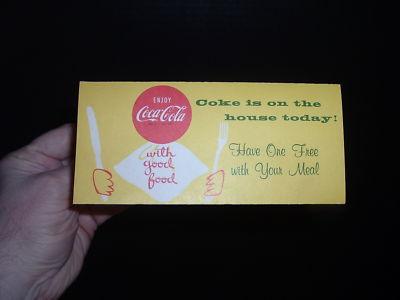 ENJOY
Coca-Cola
with
good
food
Coke is on the
house today!
Have One Free
with Your Meal